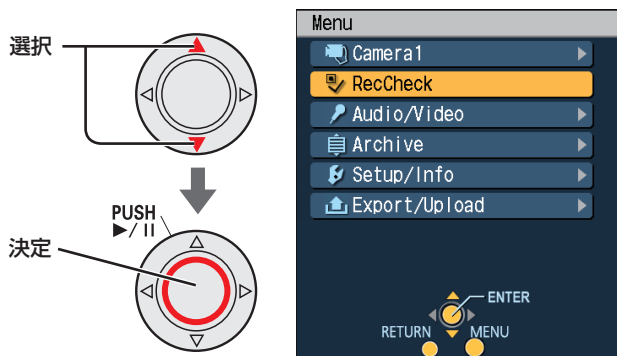 選択
PUSH
▶/II
決定
Menu
Camera1
RecCheck
Audio/Video
Archive
Setup/Info
Export/Upload
ENTER
RETURN
MENU